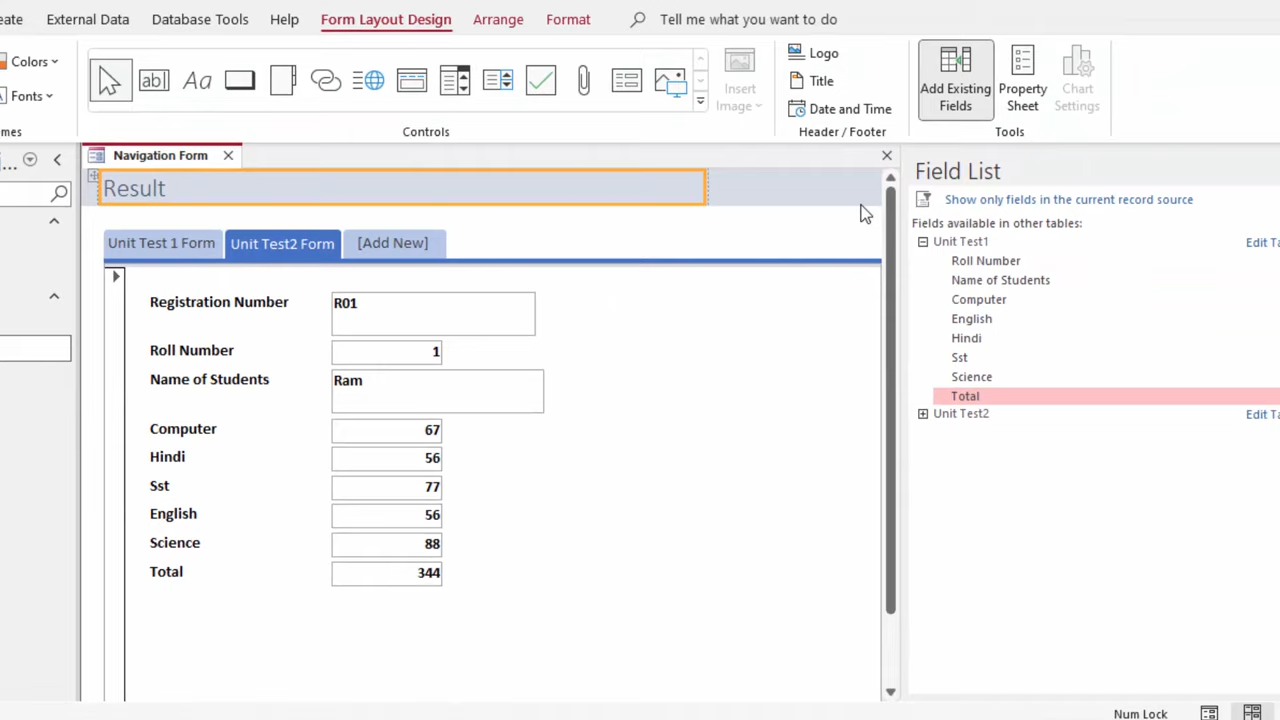 External Data
Database Tools
Help
Form Layout Design
Arrange
Format
Tell me what you want to do
Colors
Fonts
ab|
Aa
Insert Image
Logo
Title
Date and Time
Add Existing Fields
Property Sheet
Chart Settings
Controls
Header / Footer
Tools
Navigation Form
Result
Unit Test 1 Form
Unit Test2 Form
[Add New]
Registration Number R01
Roll Number 1
Name of Students Ram
Computer 67
Hindi 56
Sst 77
English 56
Science 88
Total 344
Field List
Show only fields in the current record source
Fields available in other tables:
Unit Test1
Roll Number
Name of Students
Computer
English
Hindi
Sst
Science
Total
Unit Test2
Num Lock